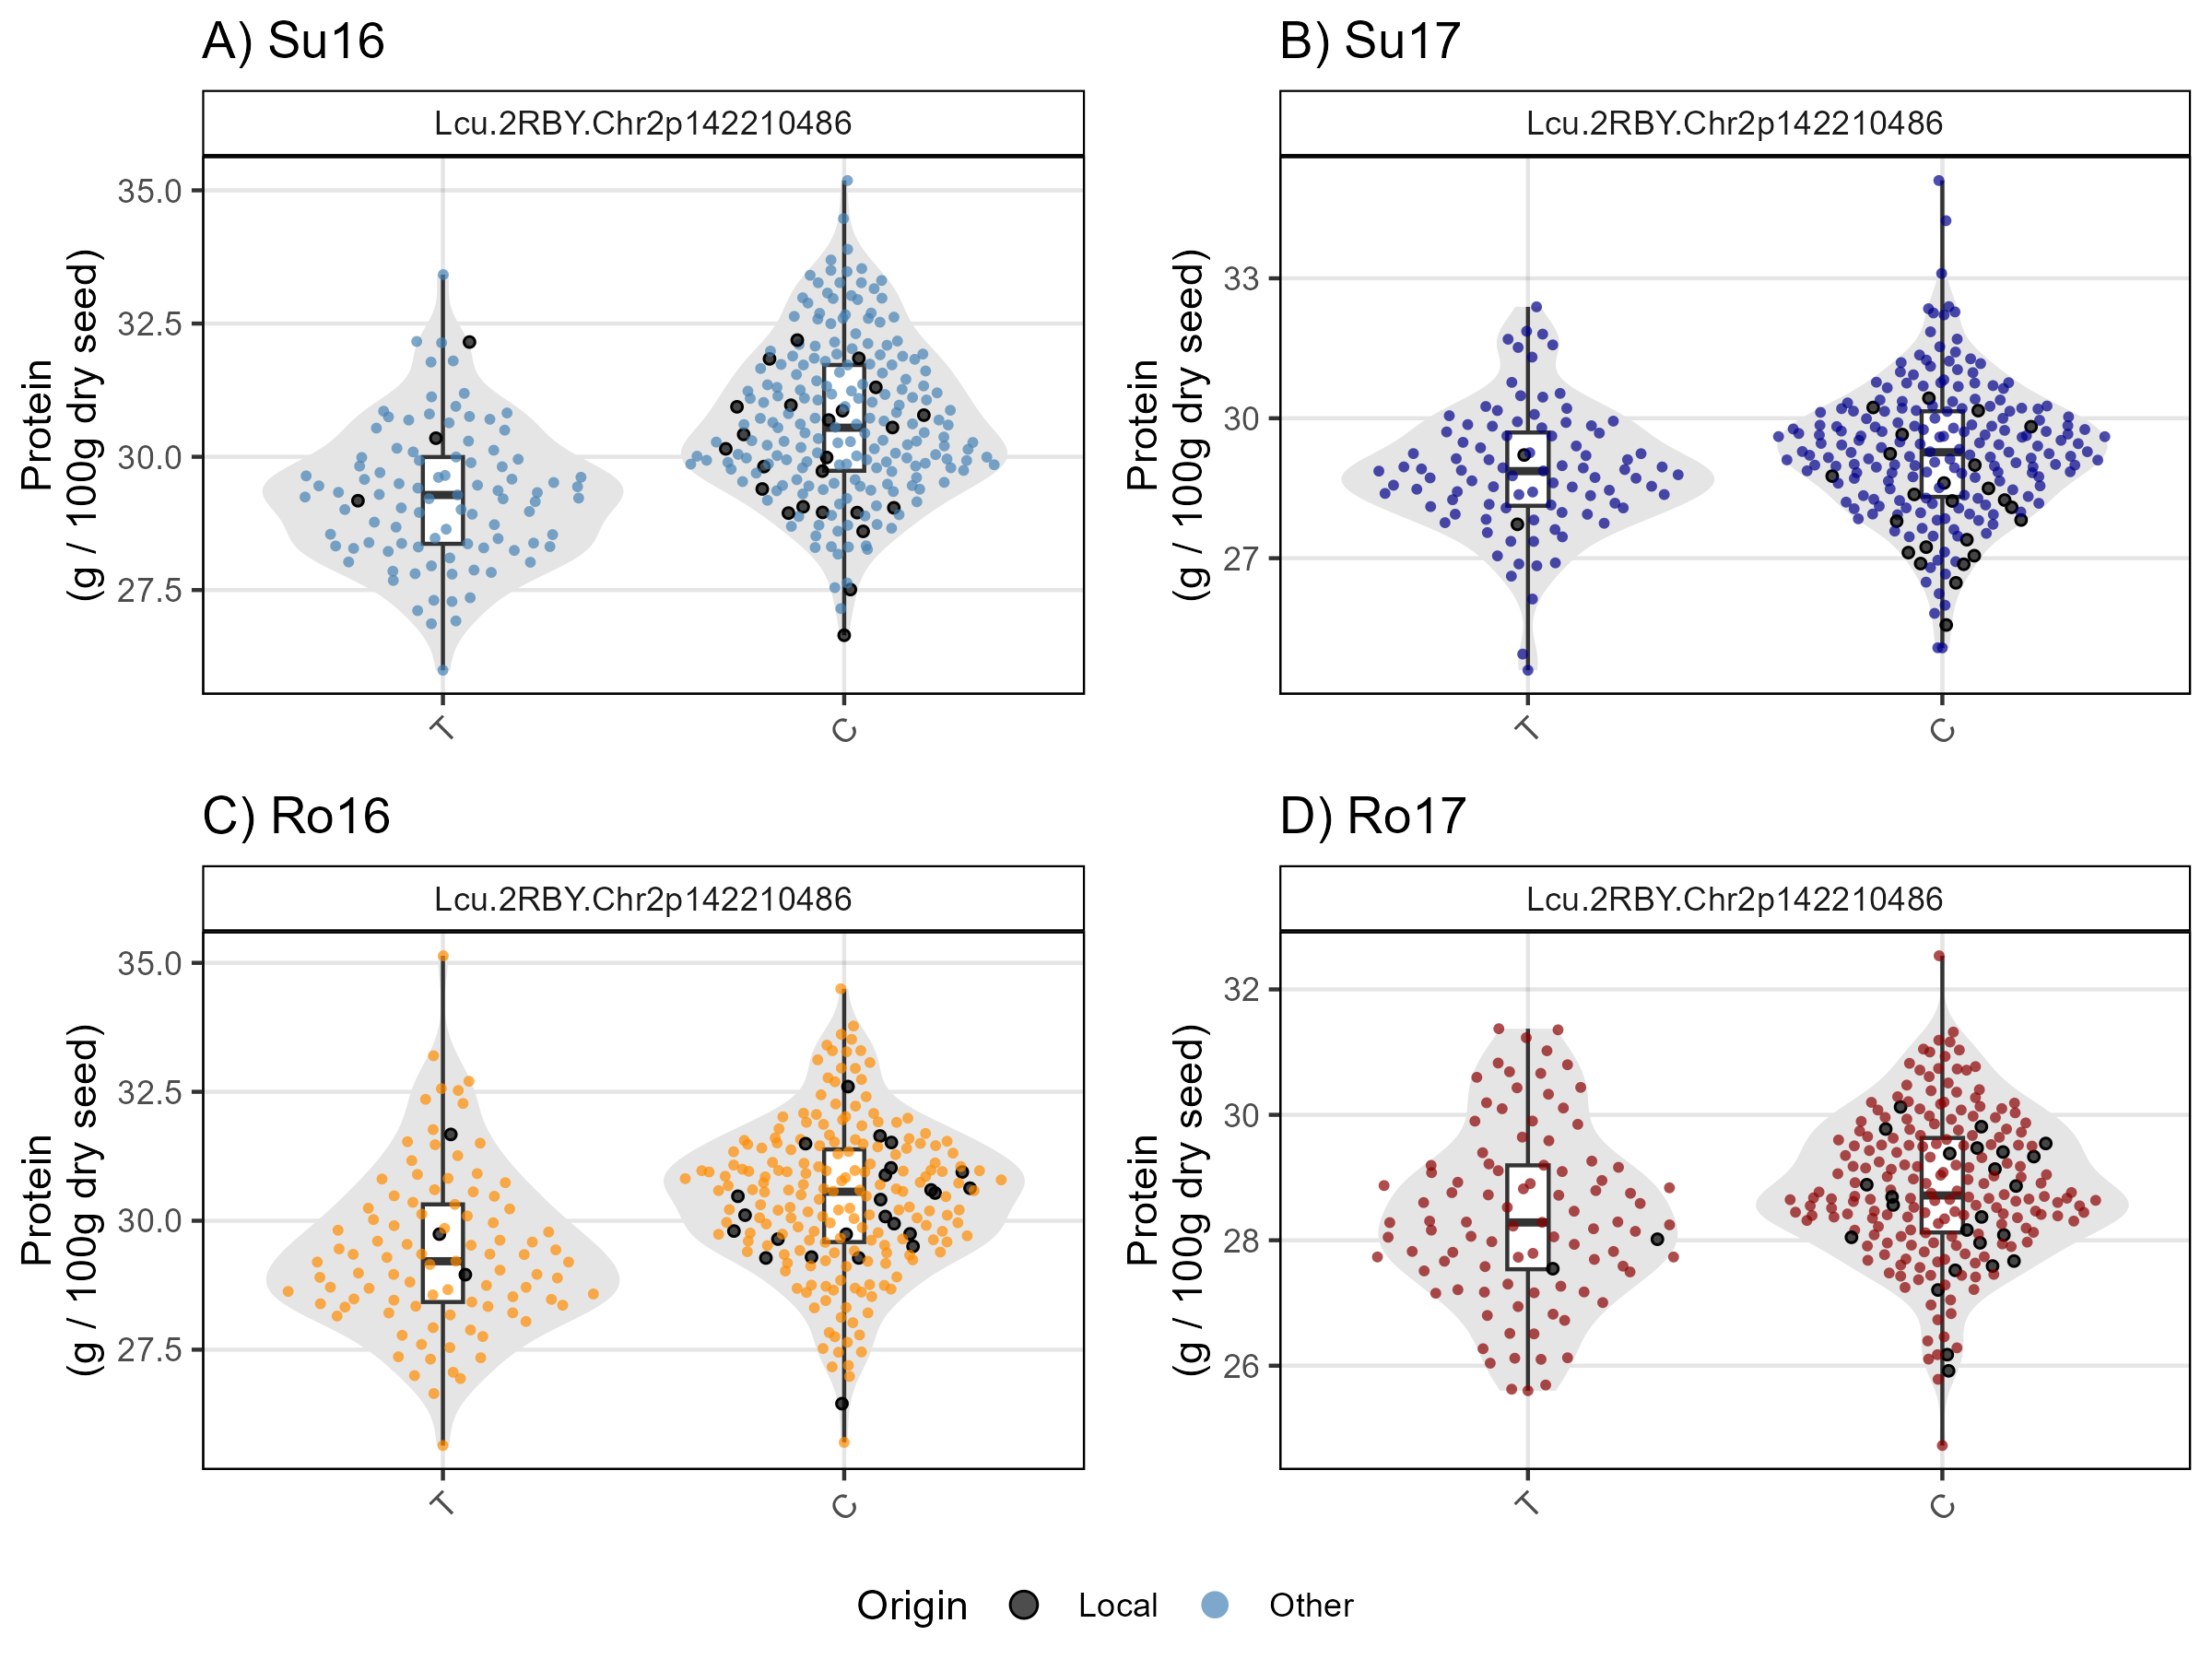 A) Su16
Lcu.2RBY.Chr2p142210486
Protein
(g / 100g dry seed)
35.0
32.5
30.0
27.5
T
C
B) Su17
Lcu.2RBY.Chr2p142210486
Protein
(g / 100g dry seed)
33
30
27
T
C
C) Ro16
Lcu.2RBY.Chr2p142210486
Protein
(g / 100g dry seed)
35.0
32.5
30.0
27.5
T
C
D) Ro17
Lcu.2RBY.Chr2p142210486
Protein
(g / 100g dry seed)
32
30
28
26
T
C
Origin Local Other